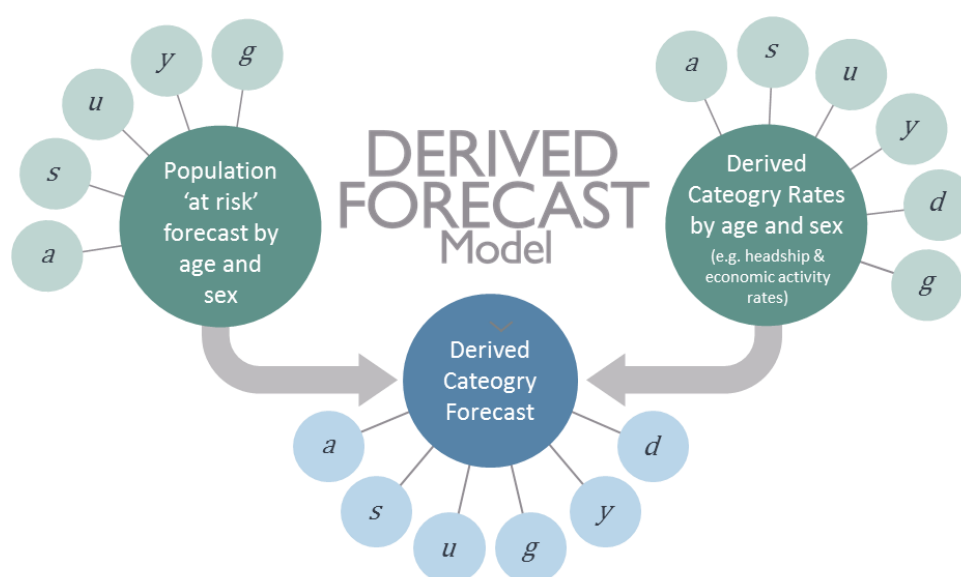 DERIVED
FORECAST
Model
a
s
u
y
g
Population
‘at risk’
forecast by
age and
sex
a
s
u
y
d
g
Derived
Cateogry Rates
by age and sex
(e.g. headship &
economic activity
rates)
Derived
Cateogry
Forecast
a
s
u
g
y
d